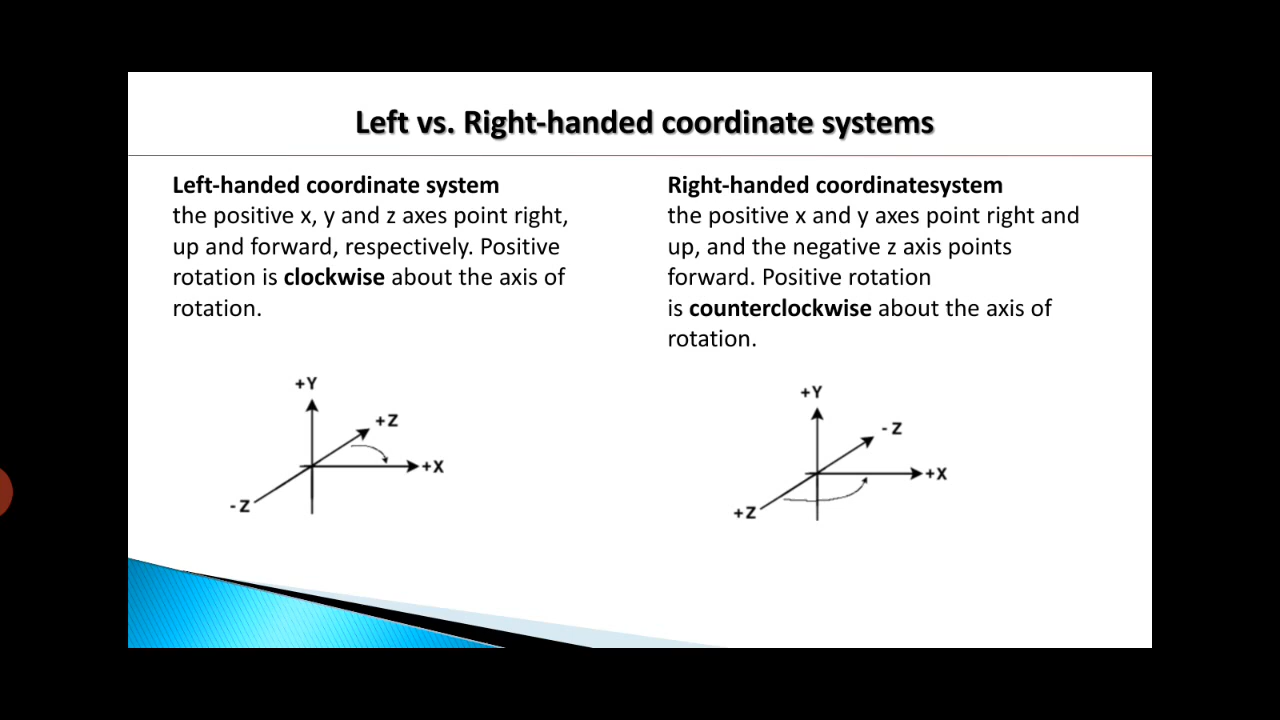 Left vs. Right-handed coordinate systems
Left-handed coordinate system
the positive x, y and z axes point right,
up and forward, respectively. Positive
rotation is clockwise about the axis of
rotation.
+Y
+Z
+X
- Z
Right-handed coordinatesystem
the positive x and y axes point right and
up, and the negative z axis points
forward. Positive rotation
is counterclockwise about the axis of
rotation.
+Y
- Z
+X
+Z